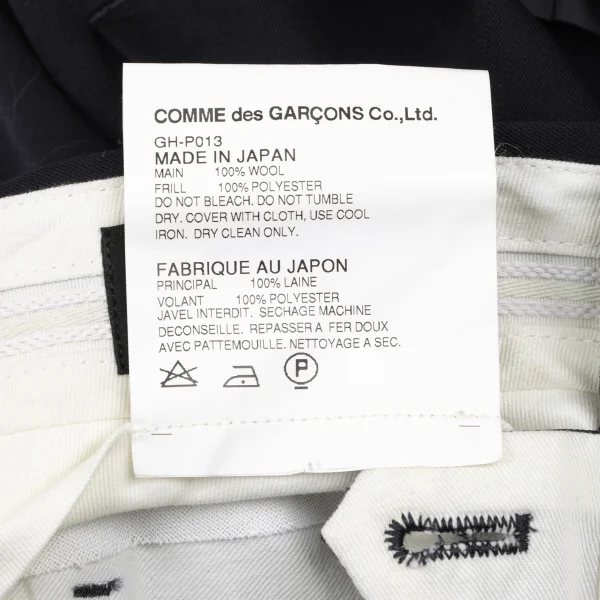 COMME des GARÇONS Co.,Ltd.
GH-P013
MADE IN JAPAN
MAIN 100% WOOL
FRILL 100% POLYESTER
DO NOT BLEACH. DO NOT TUMBLE
DRY. COVER WITH CLOTH, USE COOL
IRON. DRY CLEAN ONLY.
FABRIQUE AU JAPON
PRINCIPAL 100% LAINE
VOLANT 100% POLYESTER
JAVEL INTERDIT. SECHAGE MACHINE
DECONSEILLE. REPASSER A FER DOUX
AVEC PATTEMOUILLE. NETTOYAGE A SEC.
P